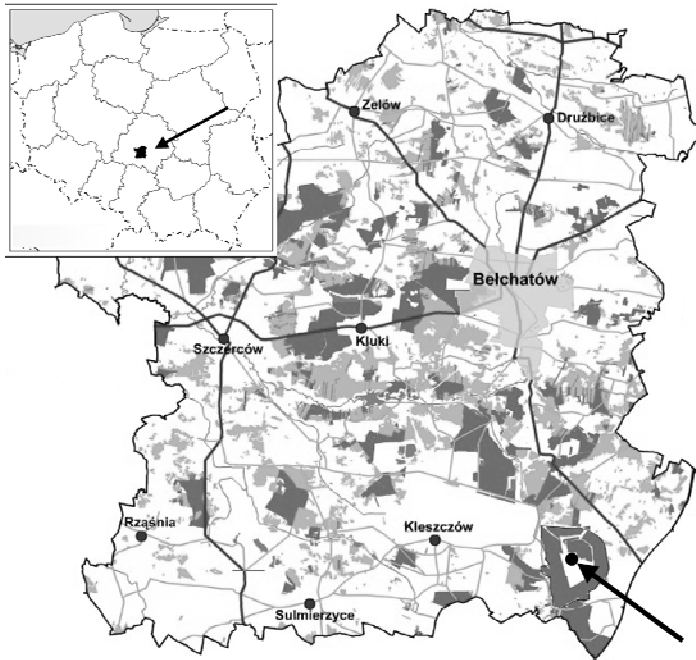 Zelów
Drużbice
Bełchatów
Szczerców
Kluki
Rząśnia
Kleszczów
Sulmierzyce